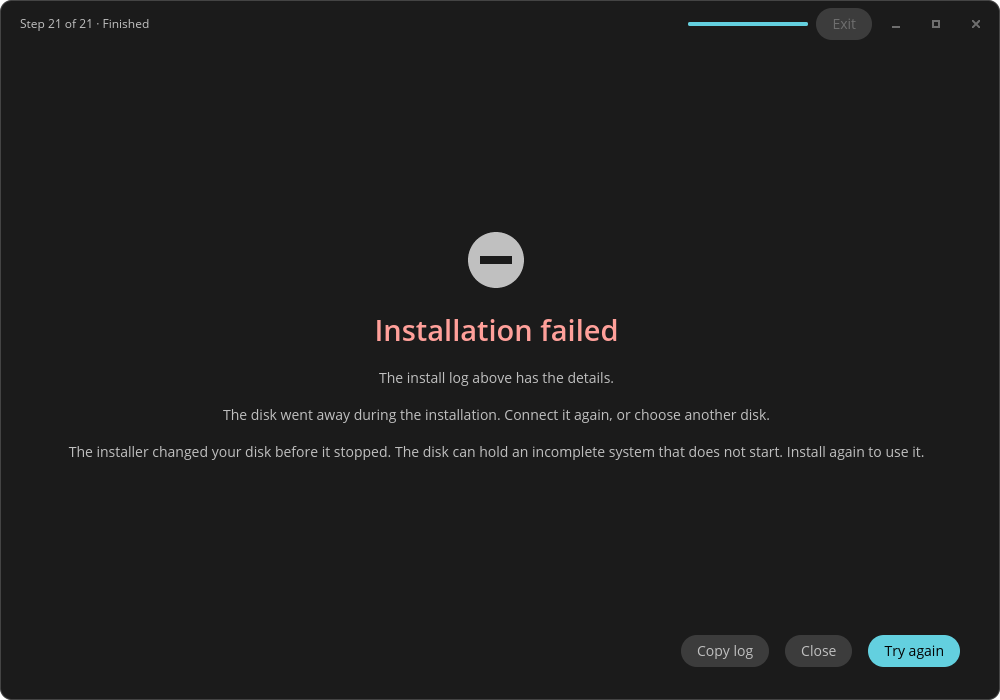 Step 21 of 21 · Finished
Exit
Installation failed
The install log above has the details.
The disk went away during the installation. Connect it again, or choose another disk.
The installer changed your disk before it stopped. The disk can hold an incomplete system that does not start. Install again to use it.
Copy log
Close
Try again